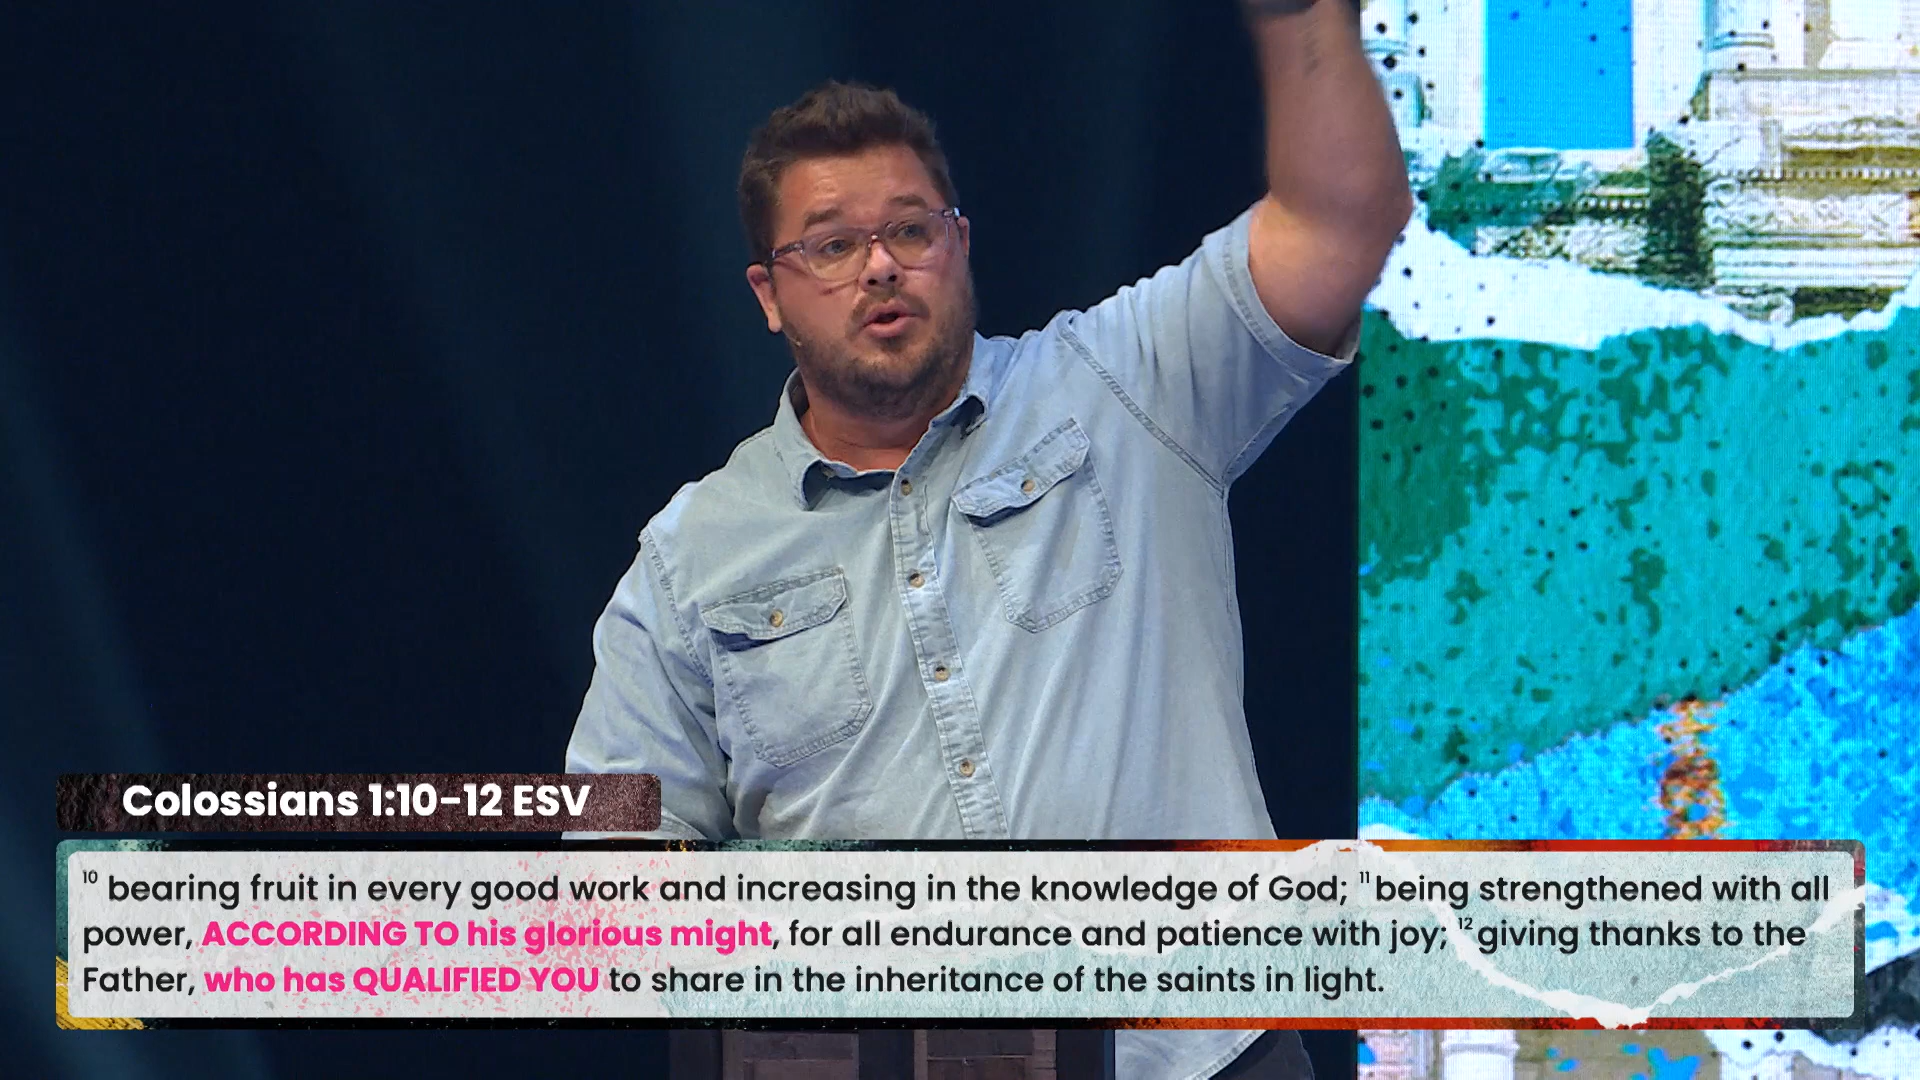 Colossians 1:10-12 ESV
10 bearing fruit in every good work and increasing in the knowledge of God; 11 being strengthened with all
power, ACCORDING TO his glorious might, for all endurance and patience with joy; 12 giving thanks to the
Father, who has QUALIFIED YOU to share in the inheritance of the saints in light.